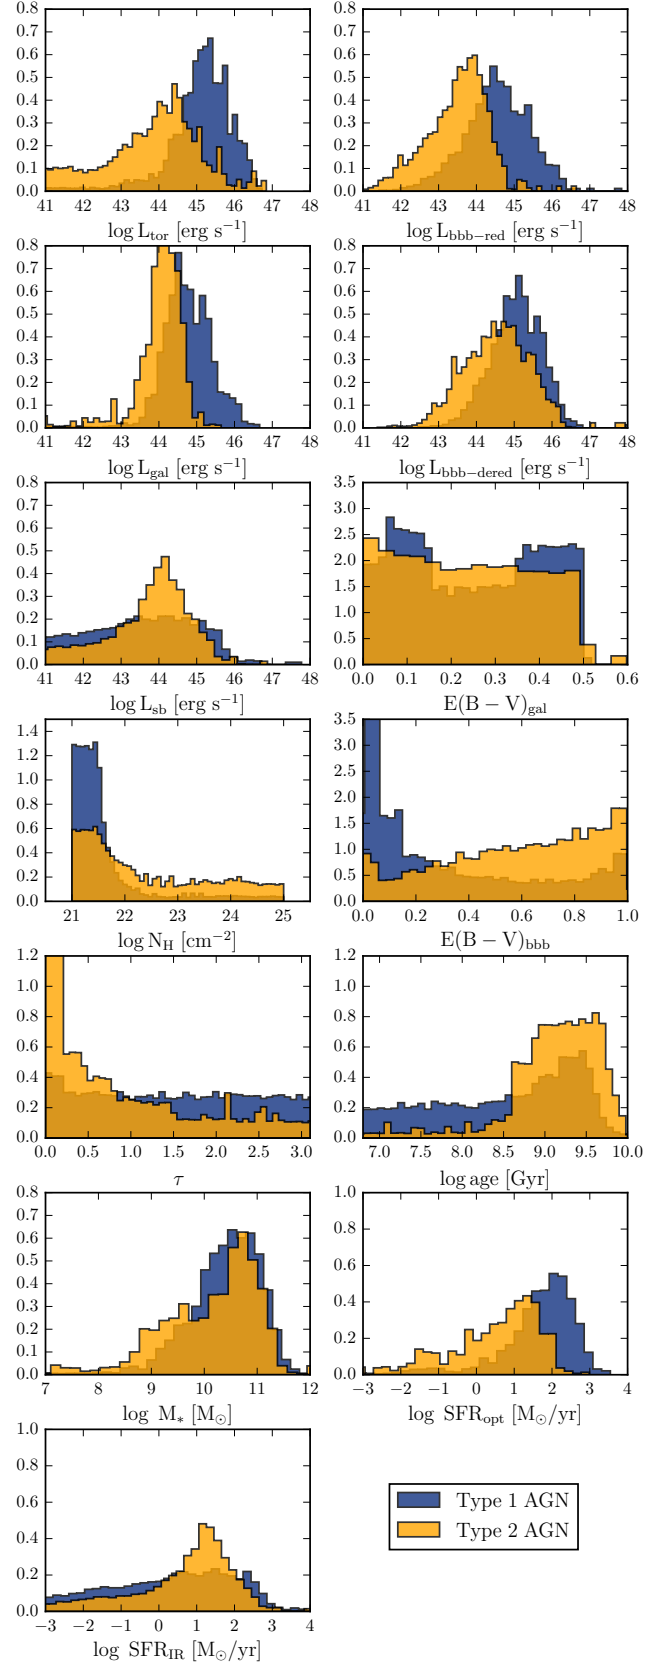 0.8 0.7 0.6 0.5 0.4 0.3 0.2 0.1 0.0
41 42 43 44 45 46 47 48
log L_tor [erg s⁻¹]
0.8 0.7 0.6 0.5 0.4 0.3 0.2 0.1 0.0
41 42 43 44 45 46 47 48
log L_bbb−red [erg s⁻¹]
0.8 0.7 0.6 0.5 0.4 0.3 0.2 0.1 0.0
41 42 43 44 45 46 47 48
log L_gal [erg s⁻¹]
0.8 0.7 0.6 0.5 0.4 0.3 0.2 0.1 0.0
41 42 43 44 45 46 47 48
log L_bbb−dered [erg s⁻¹]
0.8 0.7 0.6 0.5 0.4 0.3 0.2 0.1 0.0
41 42 43 44 45 46 47 48
log L_sb [erg s⁻¹]
3.5 3.0 2.5 2.0 1.5 1.0 0.5 0.0
0.0 0.1 0.2 0.3 0.4 0.5 0.6
E(B − V)_gal
1.4 1.2 1.0 0.8 0.6 0.4 0.2 0.0
21 22 23 24 25
log N_H [cm⁻²]
3.5 3.0 2.5 2.0 1.5 1.0 0.5 0.0
0.0 0.2 0.4 0.6 0.8 1.0
E(B − V)_bbb
1.2 1.0 0.8 0.6 0.4 0.2 0.0
0.0 0.5 1.0 1.5 2.0 2.5 3.0
τ
1.2 1.0 0.8 0.6 0.4 0.2 0.0
7.0 7.5 8.0 8.5 9.0 9.5 10.0
log age [Gyr]
0.8 0.7 0.6 0.5 0.4 0.3 0.2 0.1 0.0
7 8 9 10 11 12
log M_* [M_⊙]
1.0 0.8 0.6 0.4 0.2 0.0
−3 −2 −1 0 1 2 3 4
log SFR_opt [M_⊙/yr]
1.0 0.8 0.6 0.4 0.2 0.0
−3 −2 −1 0 1 2 3 4
log SFR_IR [M_⊙/yr]
Type 1 AGN
Type 2 AGN